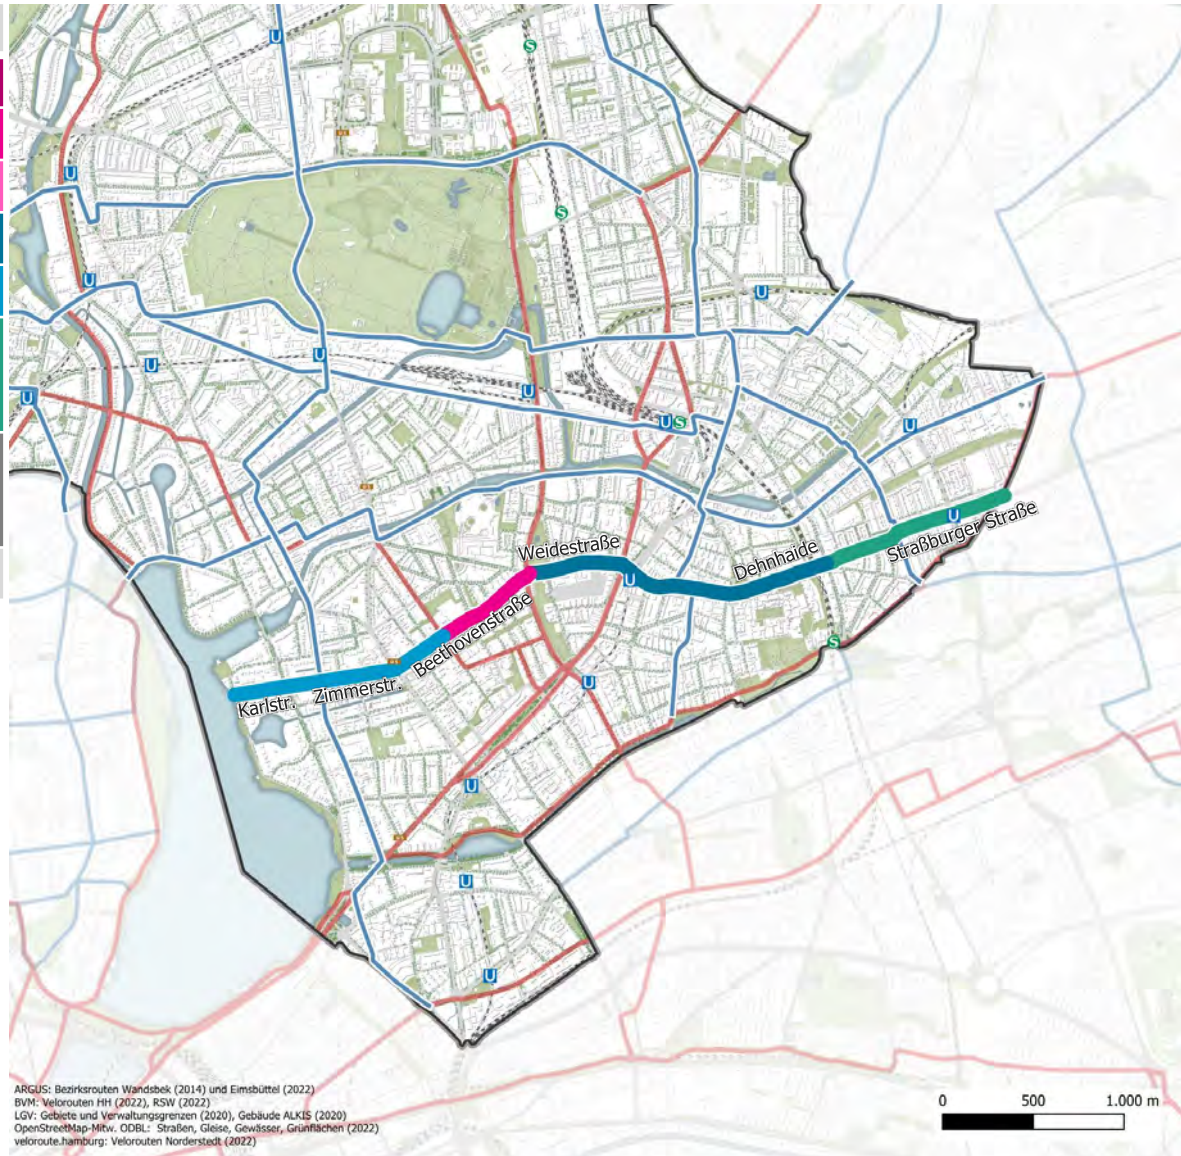 U
S
U
S
U
U
U
U
U
U
S
U
U
U
Weidestraße
Dehnhaide
Straßburger Straße
U
U
Beethovenstraße
S
Karlstr.
Zimmerstr.
U
U
U
U
ARGUS: Bezirksrouten Wandsbek (2014) und Eimsbüttel (2022)
BVM: Velorouten HH (2022), RSW (2022)
LGV: Gebiete und Verwaltungsgrenzen (2020), Gebäude ALKIS (2020)
OpenStreetMap-Mitw. ODBL: Straßen, Gleise, Gewässer, Grünflächen (2022)
veloroute.hamburg: Velorouten Norderstedt (2022)
0 500 1.000 m